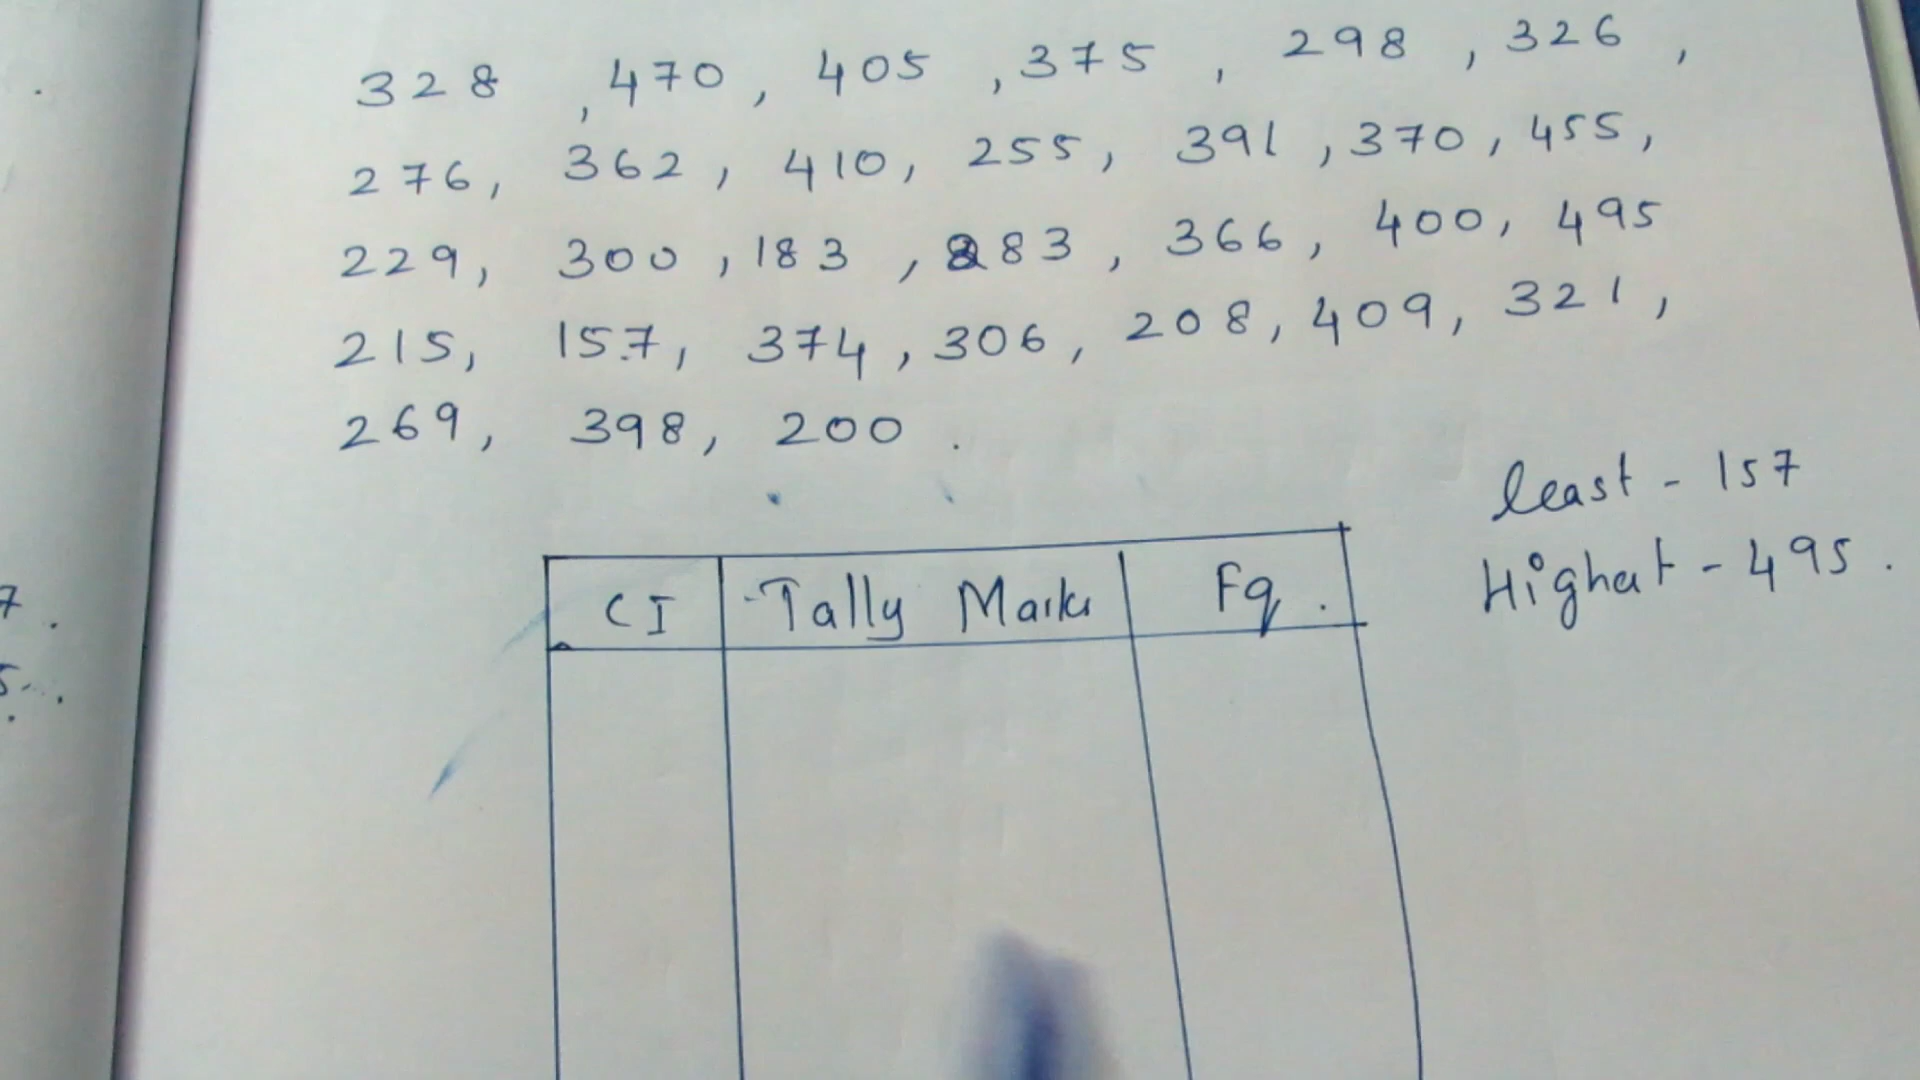 328 , 470 , 405 , 375 , 298 , 326 ,
276, 362 , 410, 255, 391 , 370, 455,
229, 300 , 183 , 283 , 366, 400, 495
215, 157, 374, 306, 208, 409, 321,
269, 398, 200 .
least - 157
Highest - 495 .
CI Tally Marks Fq .
7 .
5